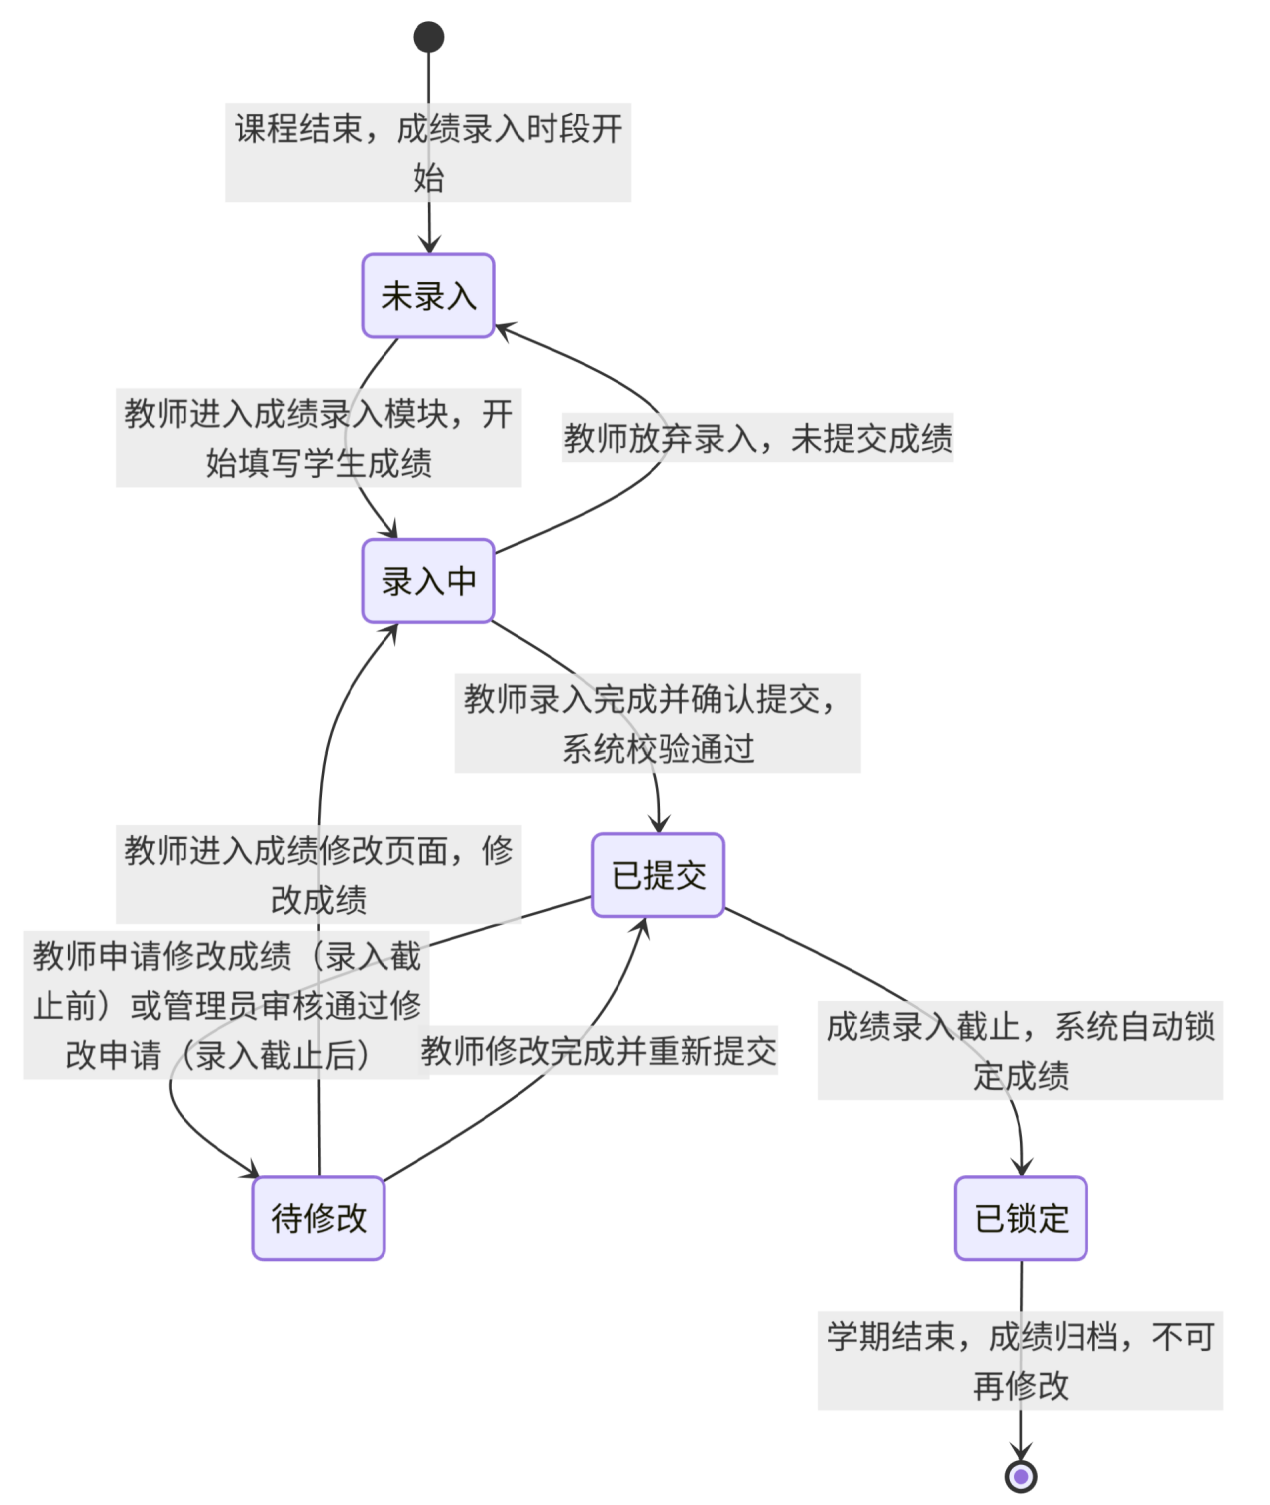 课程结束，成绩录入时段开
始
未录入
教师进入成绩录入模块，开
始填写学生成绩
教师放弃录入，未提交成绩
录入中
教师录入完成并确认提交，
系统校验通过
教师进入成绩修改页面，修
改成绩
已提交
教师申请修改成绩（录入截
止前）或管理员审核通过修
改申请（录入截止后）
教师修改完成并重新提交
成绩录入截止，系统自动锁
定成绩
待修改
已锁定
学期结束，成绩归档，不可
再修改